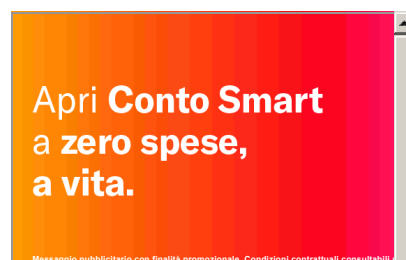 Apri Conto Smart
a zero spese,
a vita.
Messaggio pubblicitario con finalità promozionale. Condizioni contrattuali consultabili